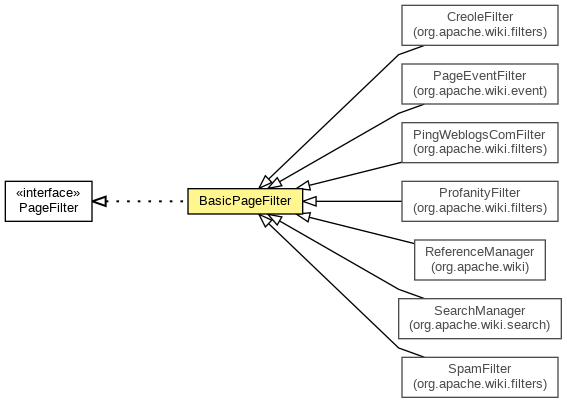 CreoleFilter
(org.apache.wiki.filters)
PageEventFilter
(org.apache.wiki.event)
PingWeblogsComFilter
(org.apache.wiki.filters)
«interface»
PageFilter
BasicPageFilter
ProfanityFilter
(org.apache.wiki.filters)
ReferenceManager
(org.apache.wiki)
SearchManager
(org.apache.wiki.search)
SpamFilter
(org.apache.wiki.filters)